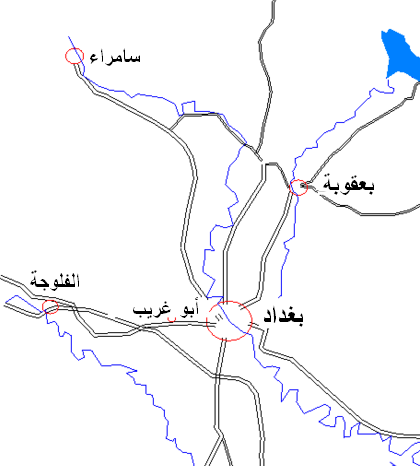 سامراء
بعقوبة
الفلوجة
أبو غريب
بغداد